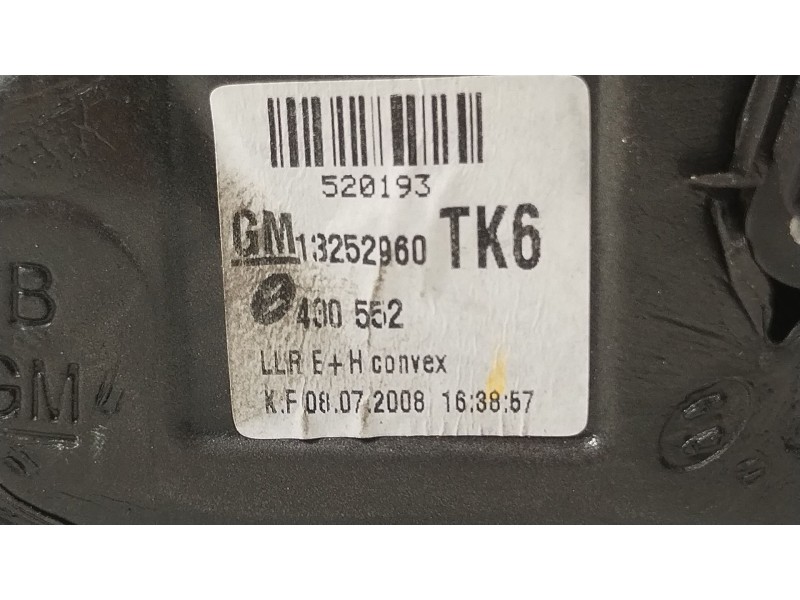 520193
GM 13252960 TK6
400 552
LLR E+H convex
K.F 08.07.2008 16:38:57
B
GM